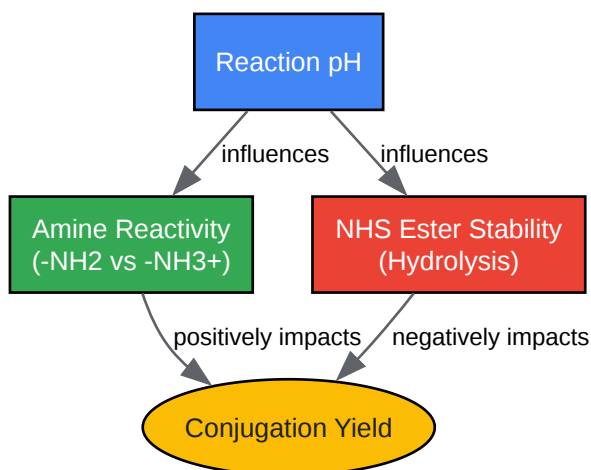 Reaction pH
influences
influences
Amine Reactivity
(-NH2 vs -NH3+)
NHS Ester Stability
(Hydrolysis)
positively impacts
negatively impacts
Conjugation Yield